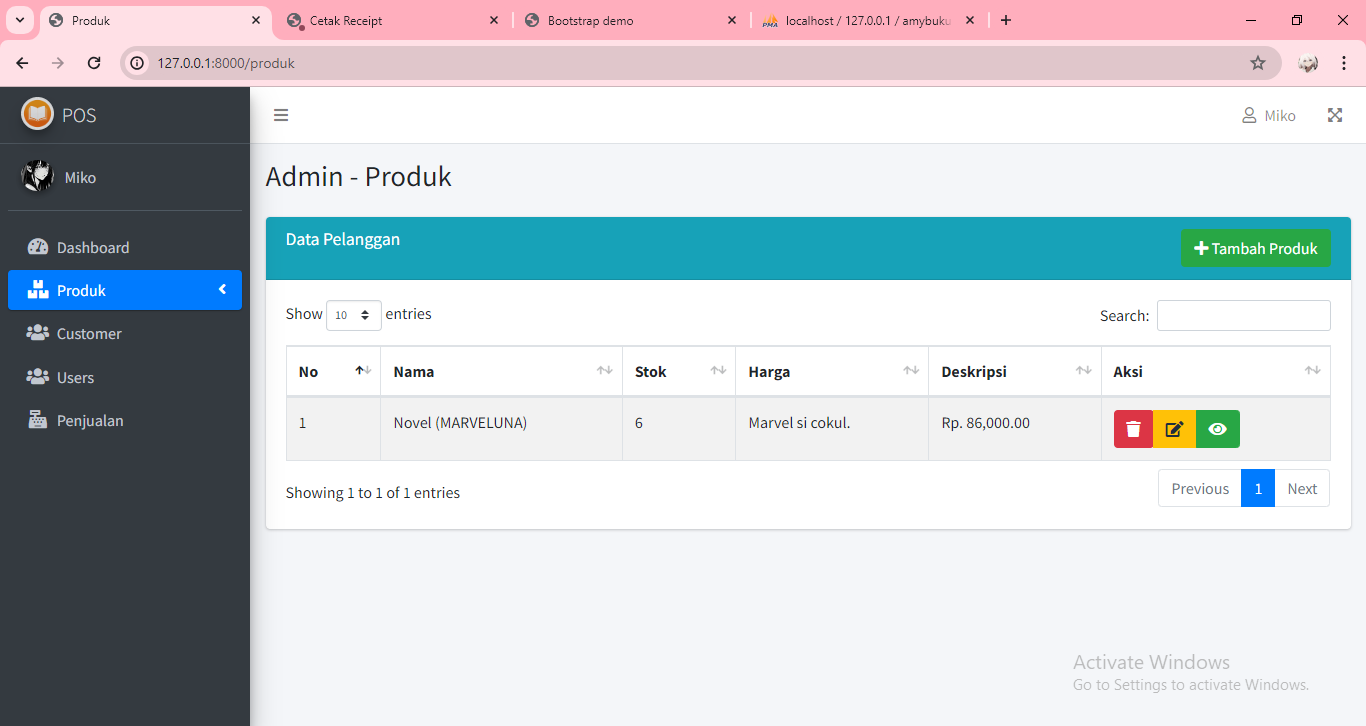 Produk
Cetak Receipt
Bootstrap demo
PMA
localhost / 127.0.0.1 / amybuku
127.0.0.1:8000/produk
POS
Miko
Miko
Dashboard
Produk
Customer
Users
Penjualan
Admin - Produk
Data Pelanggan
Tambah Produk
Show 10 entries
Search:
No Nama Stok Harga Deskripsi Aksi
1 Novel (MARVELUNA) 6 Marvel si cokul. Rp. 86,000.00
Showing 1 to 1 of 1 entries
Previous 1 Next
Activate Windows
Go to Settings to activate Windows.